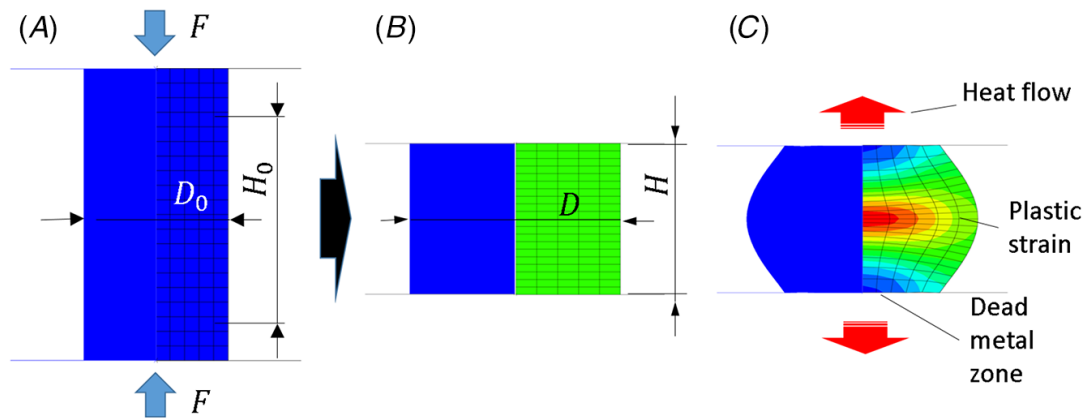 (A)
F
D₀
H₀
F
(B)
D
H
(C)
Heat flow
Plastic
strain
Dead
metal
zone